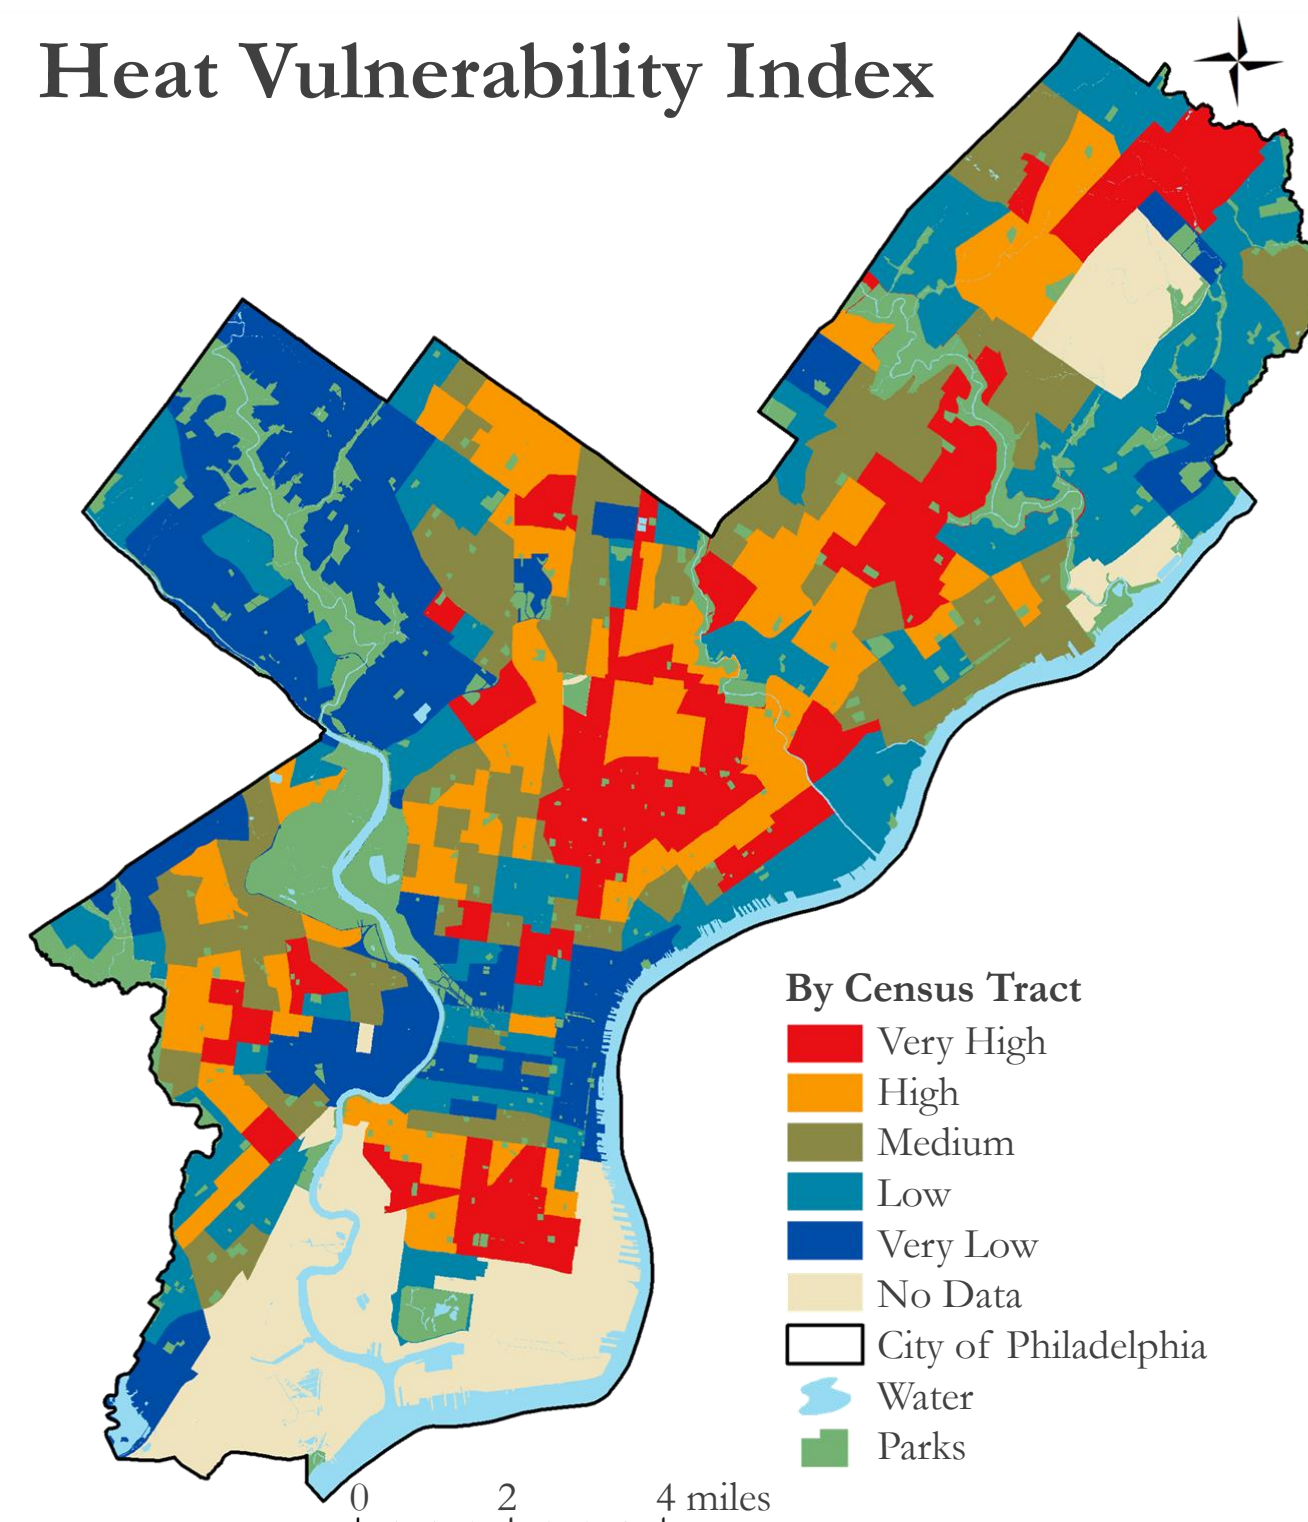 Heat Vulnerability Index
By Census Tract
Very High
High
Medium
Low
Very Low
No Data
City of Philadelphia
Water
Parks
0 2 4 miles